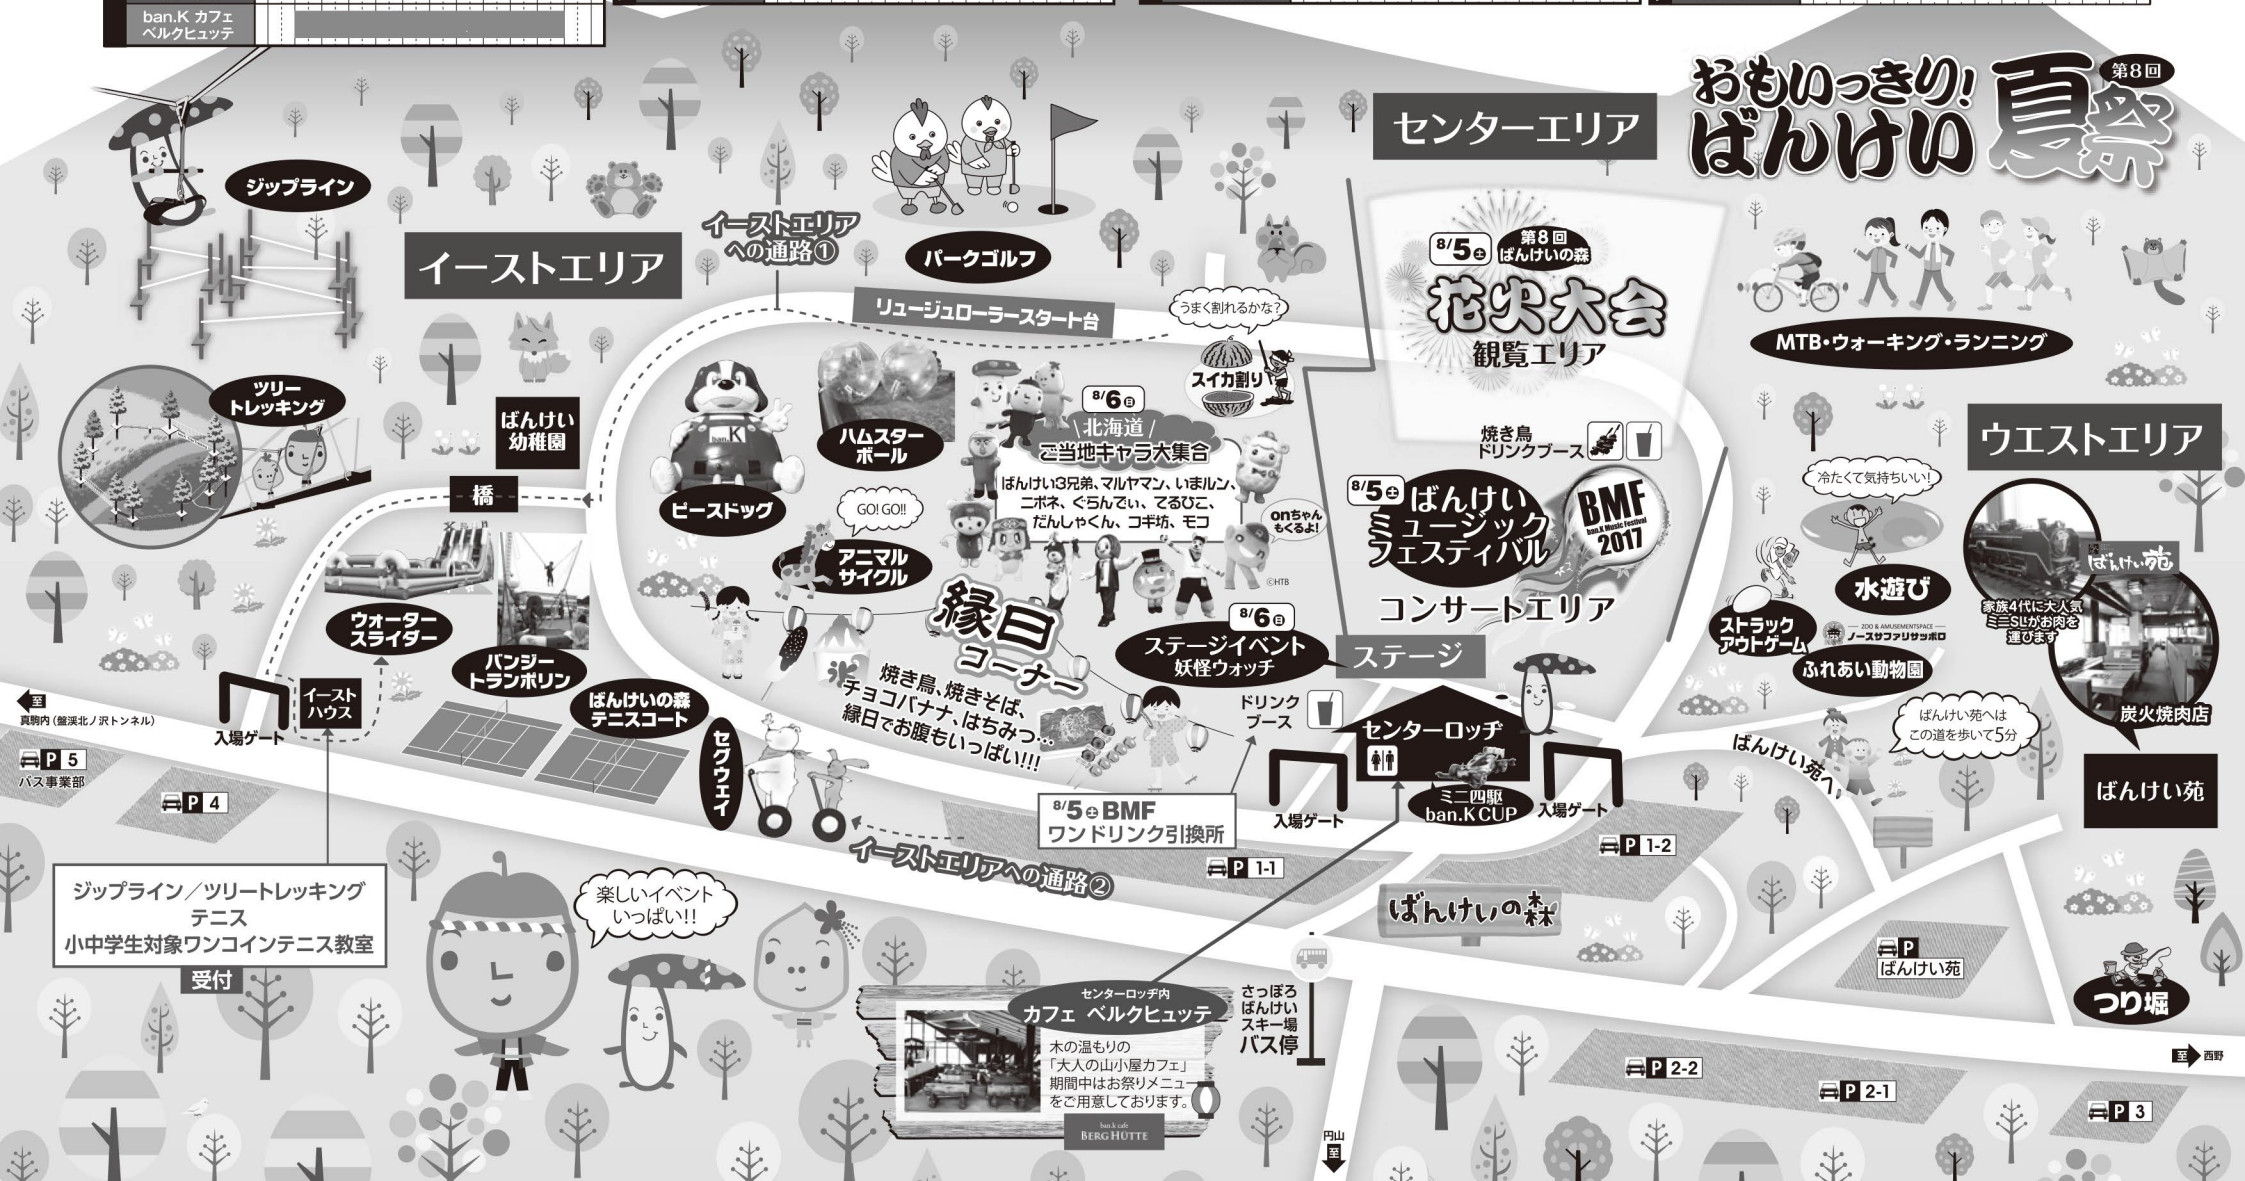 ban.K カフェ
ベルクヒュッテ
おもいっきり!
ばんけい
夏祭
第8回
センターエリア
ジップライン
イーストエリア
イーストエリア
への通路①
パークゴルフ
リュージュローラースタート台
うまく割れるかな?
スイカ割り
8/5土
第8回
ばんけいの森
花火大会
観覧エリア
MTB・ウォーキング・ランニング
ウエストエリア
ツリー
トレッキング
ばんけい
幼稚園
橋
ハムスター
ボール
ピースドッグ
GO! GO!!
アニマル
サイクル
8/6日
北海道
ご当地キャラ大集合
ばんけい3兄弟、マルヤマン、いまルン、
ニポネ、ぐらんでぃ、てるひこ、
だんしゃくん、コギ坊、モコ
onちゃん
もくるよ!
©HTB
焼き鳥
ドリンクブース
8/5土
ばんけい
ミュージック
フェスティバル
BMF
ban.K Music Festival
2017
コンサートエリア
冷たくて気持ちいい!
水遊び
ストラック
アウトゲーム
ZOO & AMUSEMENTSPACE
ノースサファリサッポロ
ふれあい動物園
ばんけい苑
家族4代に大人気
ミニSLがお肉を
運びます
炭火焼肉店
ばんけい苑
ばんけい苑へは
この道を歩いて5分
ばんけい苑へ
ウォーター
スライダー
バンジー
トランポリン
ばんけいの森
テニスコート
イースト
ハウス
入場ゲート
至
真駒内(盤渓北ノ沢トンネル)
P 5
バス事業部
P 4
セグウェイ
縁日
コーナー
焼き鳥、焼きそば、
チョコバナナ、はちみつ…
縁日でお腹もいっぱい!!!
8/6日
ステージイベント
妖怪ウォッチ
ステージ
ドリンク
ブース
センターロッヂ
ミニ四駆
ban.K CUP
入場ゲート
入場ゲート
8/5土BMF
ワンドリンク引換所
イーストエリアへの通路②
P 1-1
P 1-2
ばんけいの森
ジップライン/ツリートレッキング
テニス
小中学生対象ワンコインテニス教室
受付
楽しいイベント
いっぱい!!
センターロッヂ内
カフェ ベルクヒュッテ
木の温もりの
「大人の山小屋カフェ」
期間中はお祭りメニュー
をご用意しております。
ban.k cafe
BERG HÜTTE
さっぽろ
ばんけい
スキー場
バス停
円山
至
P
ばんけい苑
つり堀
至
西野
P 2-2
P 2-1
P 3